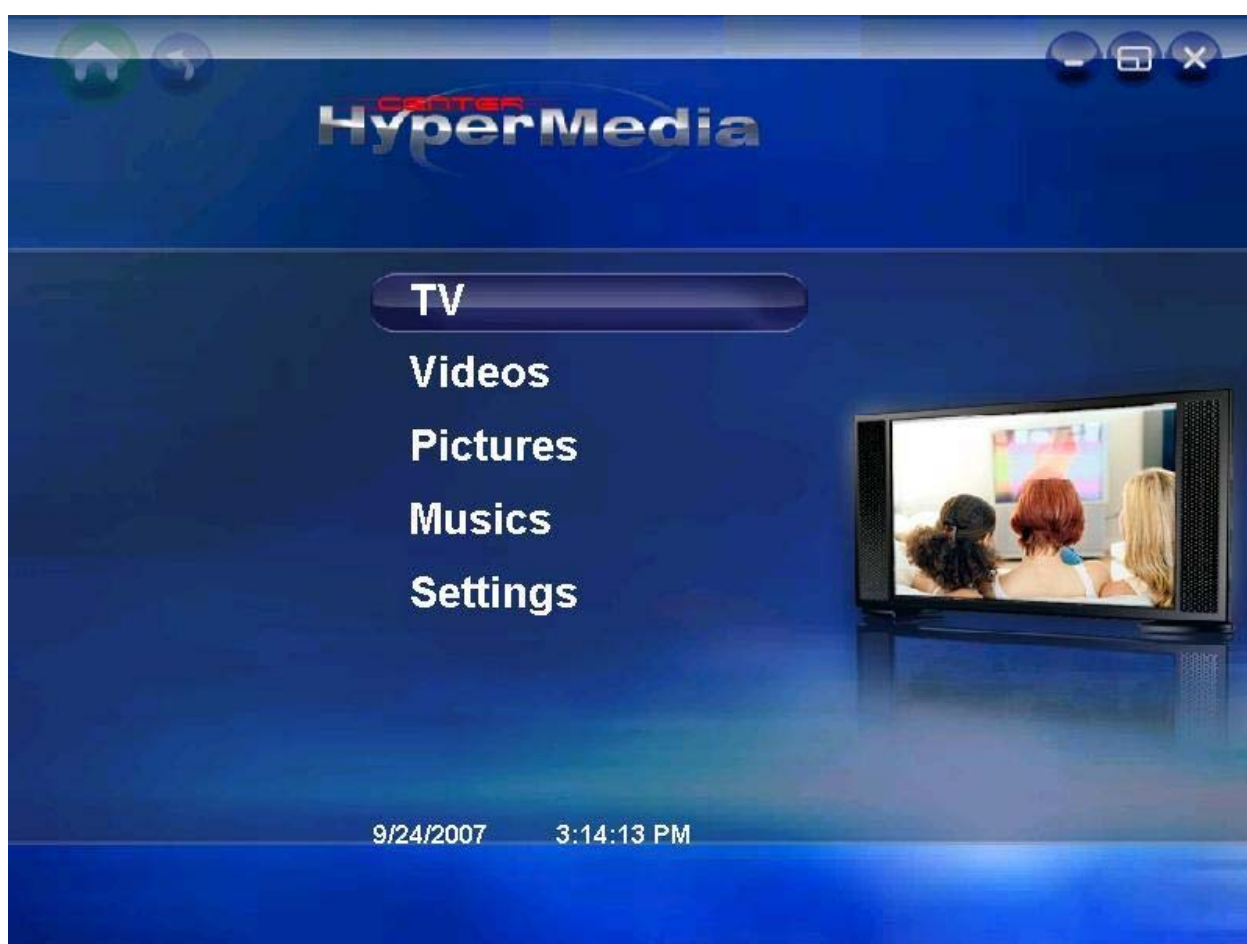 CENTER
HyperMedia
TV
Videos
Pictures
Musics
Settings
9/24/2007 3:14:13 PM